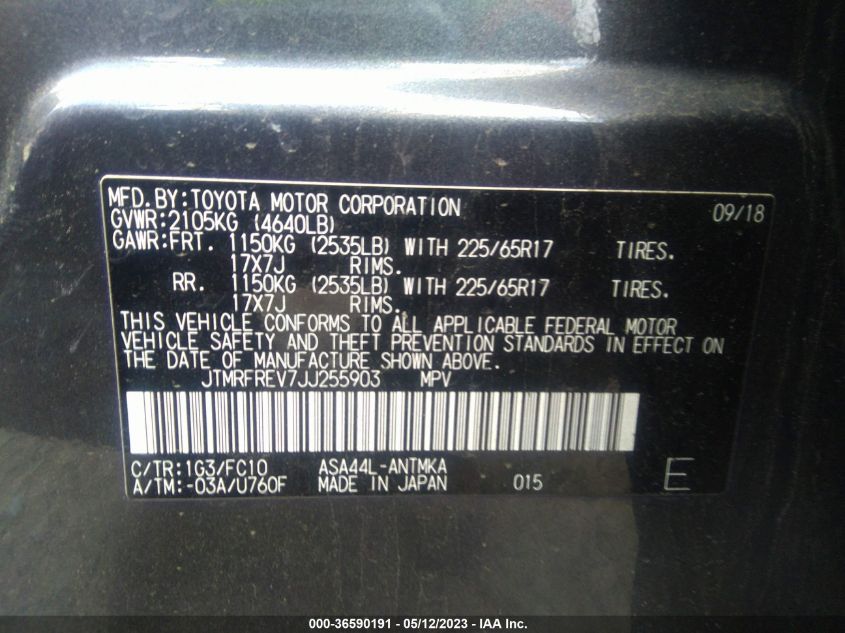 MFD.BY:TOYOTA MOTOR CORPORATION 09/18
GVWR:2105KG (4640LB)
GAWR:FRT. 1150KG (2535LB) WITH 225/65R17 TIRES.
17X7J RIMS.
RR. 1150KG (2535LB) WITH 225/65R17 TIRES.
17X7J RIMS.
THIS VEHICLE CONFORMS TO ALL APPLICABLE FEDERAL MOTOR
VEHICLE SAFETY AND THEFT PREVENTION STANDARDS IN EFFECT ON
THE DATE OF MANUFACTURE SHOWN ABOVE.
JTMRFREV7JJ255903 MPV
C/TR:1G3/FC10 ASA44L-ANTMKA
A/TM:-03A/U760F MADE IN JAPAN 015 E
000-36590191 - 05/12/2023 - IAA Inc.